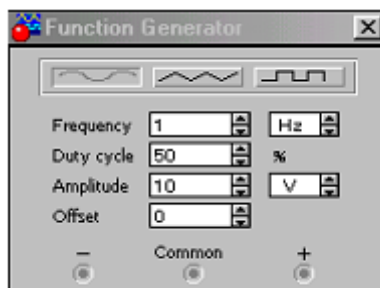 Function Generator
Frequency 1 Hz
Duty cycle 50 %
Amplitude 10 V
Offset 0
− Common +